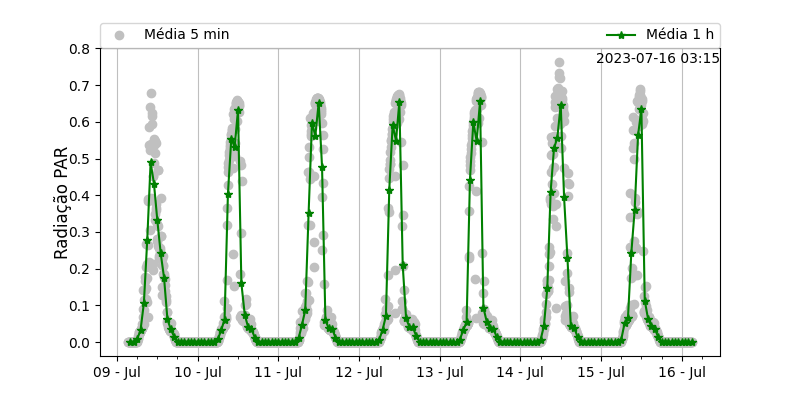 Média 5 min
Média 1 h
2023-07-16 03:15
Radiação PAR
0.8
0.7
0.6
0.5
0.4
0.3
0.2
0.1
0.0
09 - Jul
10 - Jul
11 - Jul
12 - Jul
13 - Jul
14 - Jul
15 - Jul
16 - Jul